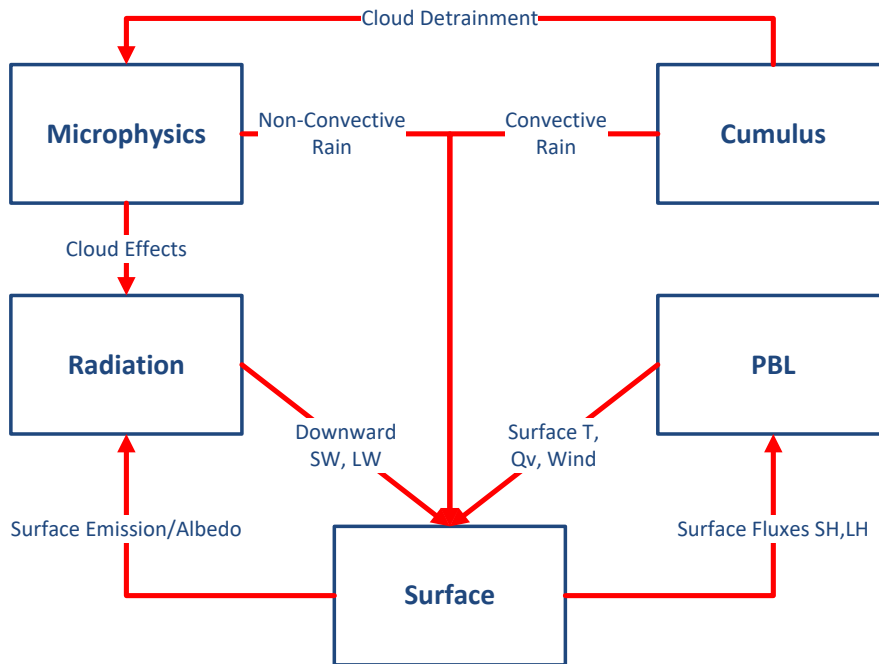 Cloud Detrainment
Microphysics
Non-Convective
Rain
Convective
Rain
Cumulus
Cloud Effects
Radiation
PBL
Downward
SW, LW
Surface T,
Qv, Wind
Surface Emission/Albedo
Surface Fluxes SH,LH
Surface